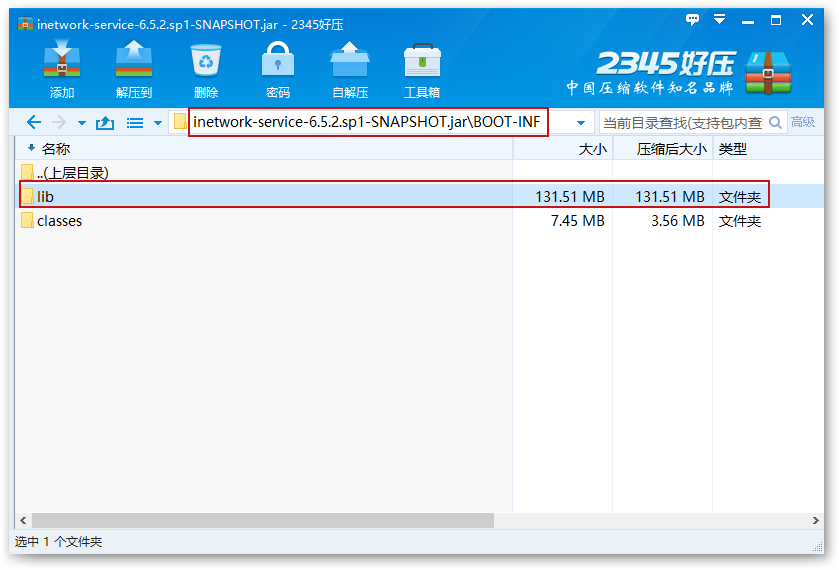 inetwork-service-6.5.2.sp1-SNAPSHOT.jar - 2345好压
添加 解压到 删除 密码 自解压 工具箱
2345好压
中国压缩软件知名品牌
inetwork-service-6.5.2.sp1-SNAPSHOT.jar\BOOT-INF 当前目录查找(支持包内查 高级
名称 大小 压缩后大小 类型
..(上层目录)
lib 131.51 MB 131.51 MB 文件夹
classes 7.45 MB 3.56 MB 文件夹
选中 1 个文件夹